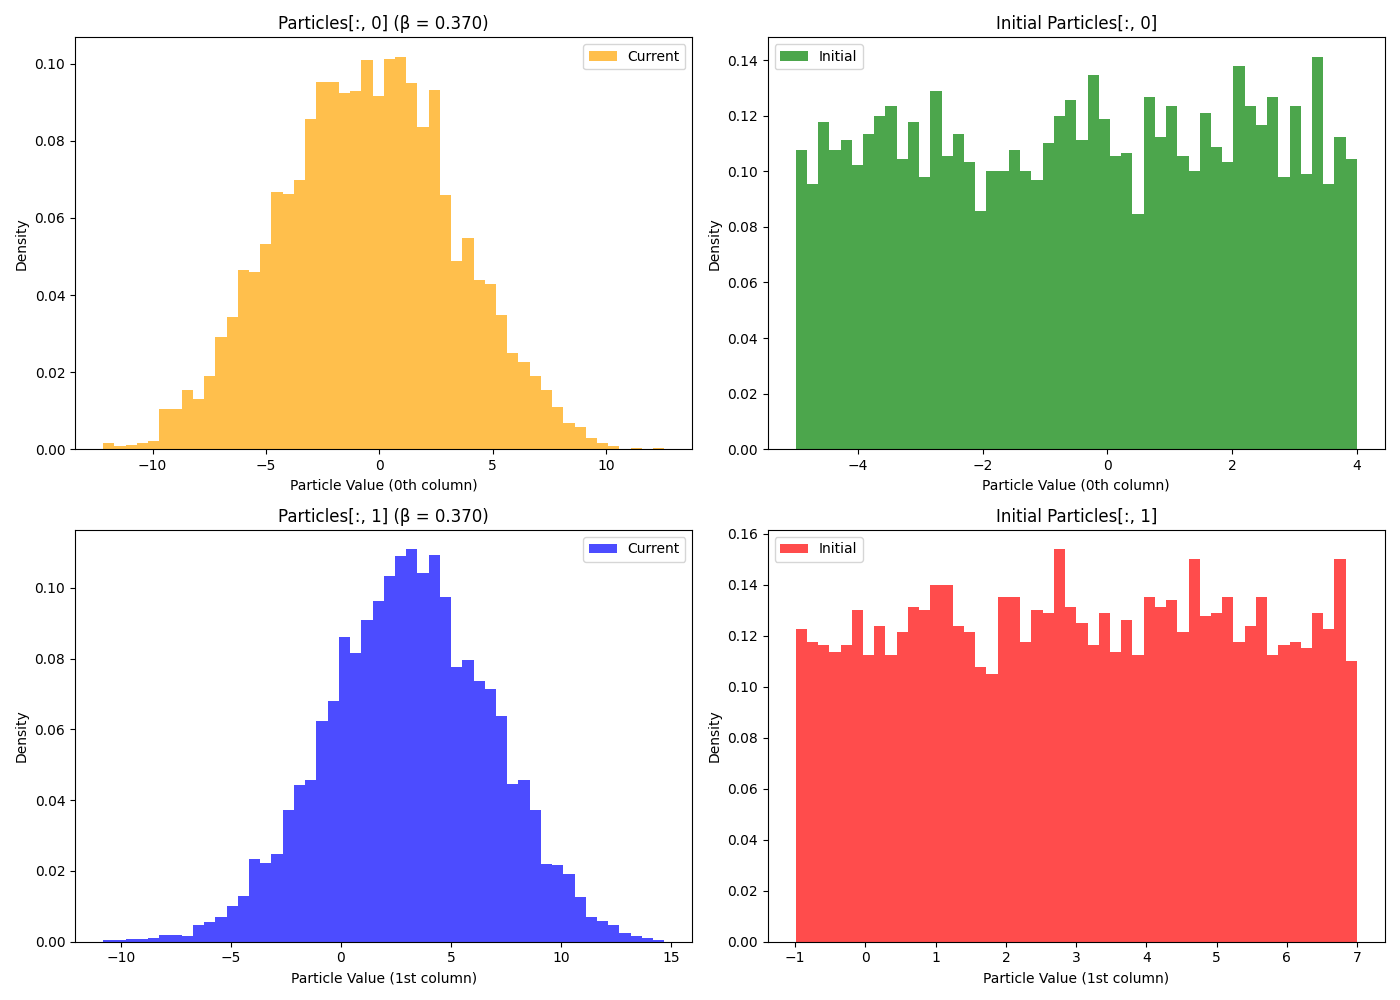 Particles[:, 0] (β = 0.370)
Current
Density
0.10
0.08
0.06
0.04
0.02
0.00
−10 −5 0 5 10
Particle Value (0th column)
Initial Particles[:, 0]
Initial
Density
0.14
0.12
0.10
0.08
0.06
0.04
0.02
0.00
−4 −2 0 2 4
Particle Value (0th column)
Particles[:, 1] (β = 0.370)
Current
Density
0.10
0.08
0.06
0.04
0.02
0.00
−10 −5 0 5 10 15
Particle Value (1st column)
Initial Particles[:, 1]
Initial
Density
0.16
0.14
0.12
0.10
0.08
0.06
0.04
0.02
0.00
−1 0 1 2 3 4 5 6 7
Particle Value (1st column)